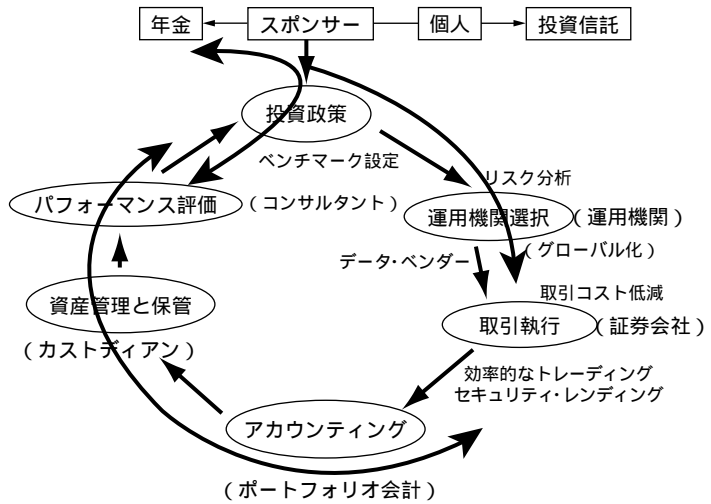 年金
スポンサー
個人
投資信託
投資政策
ベンチマーク設定
リスク分析
パフォーマンス評価
（コンサルタント）
運用機関選択
（運用機関）
（グローバル化）
データ・ベンダー
資産管理と保管
取引コスト低減
取引執行
（証券会社）
（カストディアン）
効率的なトレーディング
セキュリティ・レンディング
アカウンティング
（ポートフォリオ会計）